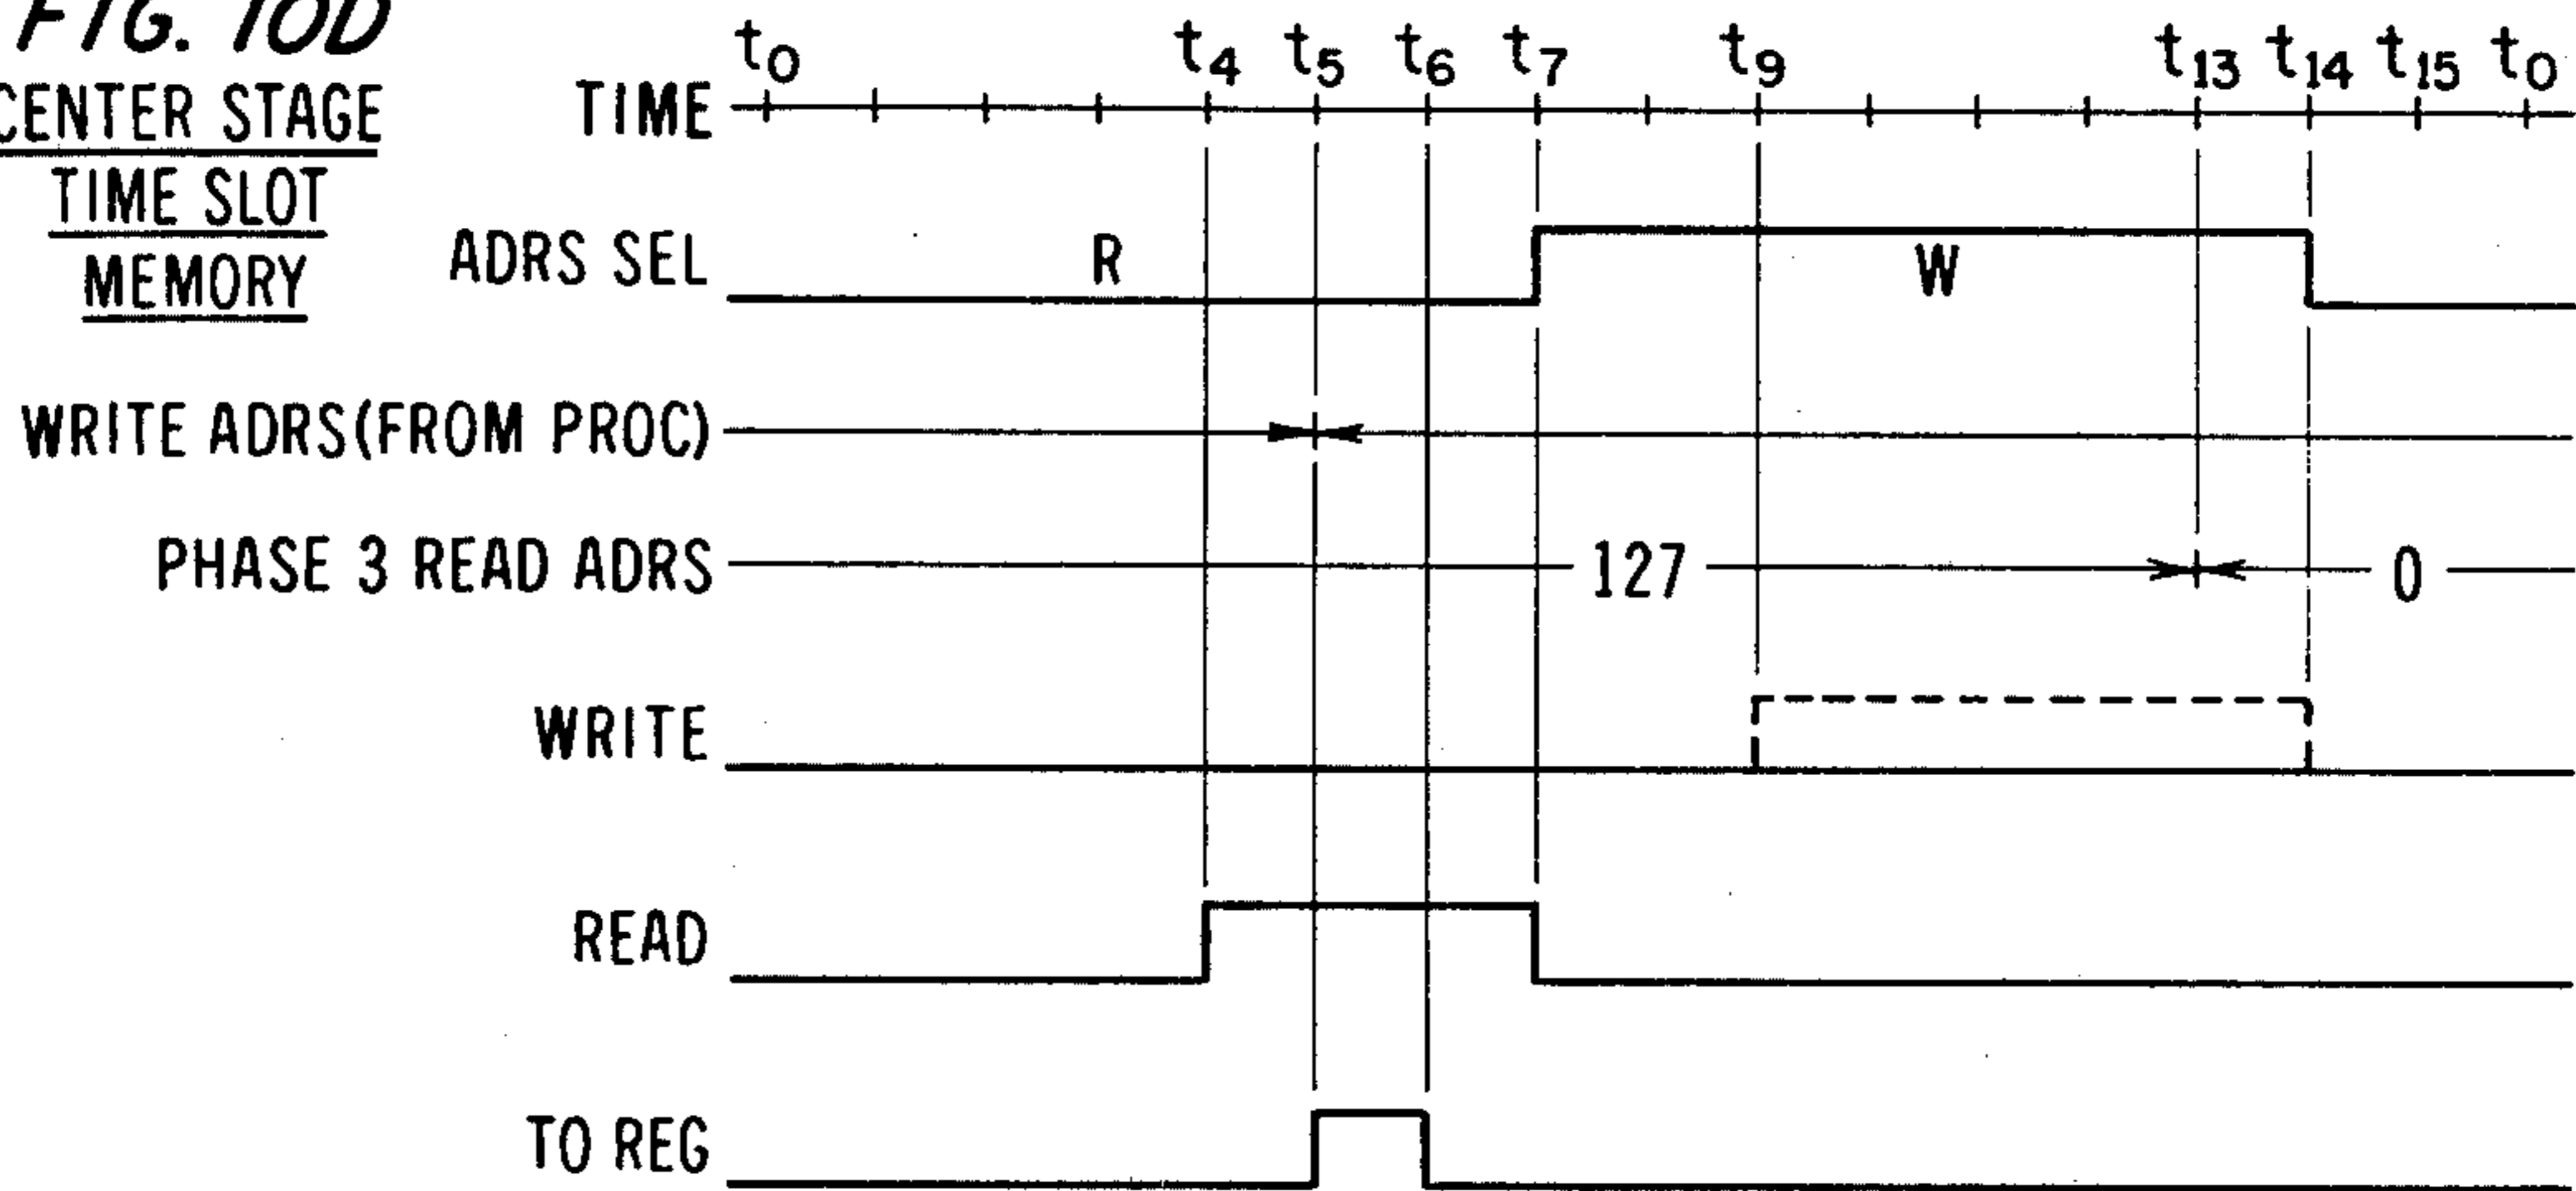 FIG. 10D
CENTER STAGE
TIME SLOT
MEMORY
TIME t0 t4 t5 t6 t7 t9 t13 t14 t15 t0
ADRS SEL R W
WRITE ADRS(FROM PROC)
PHASE 3 READ ADRS 127 0
WRITE
READ
TO REG